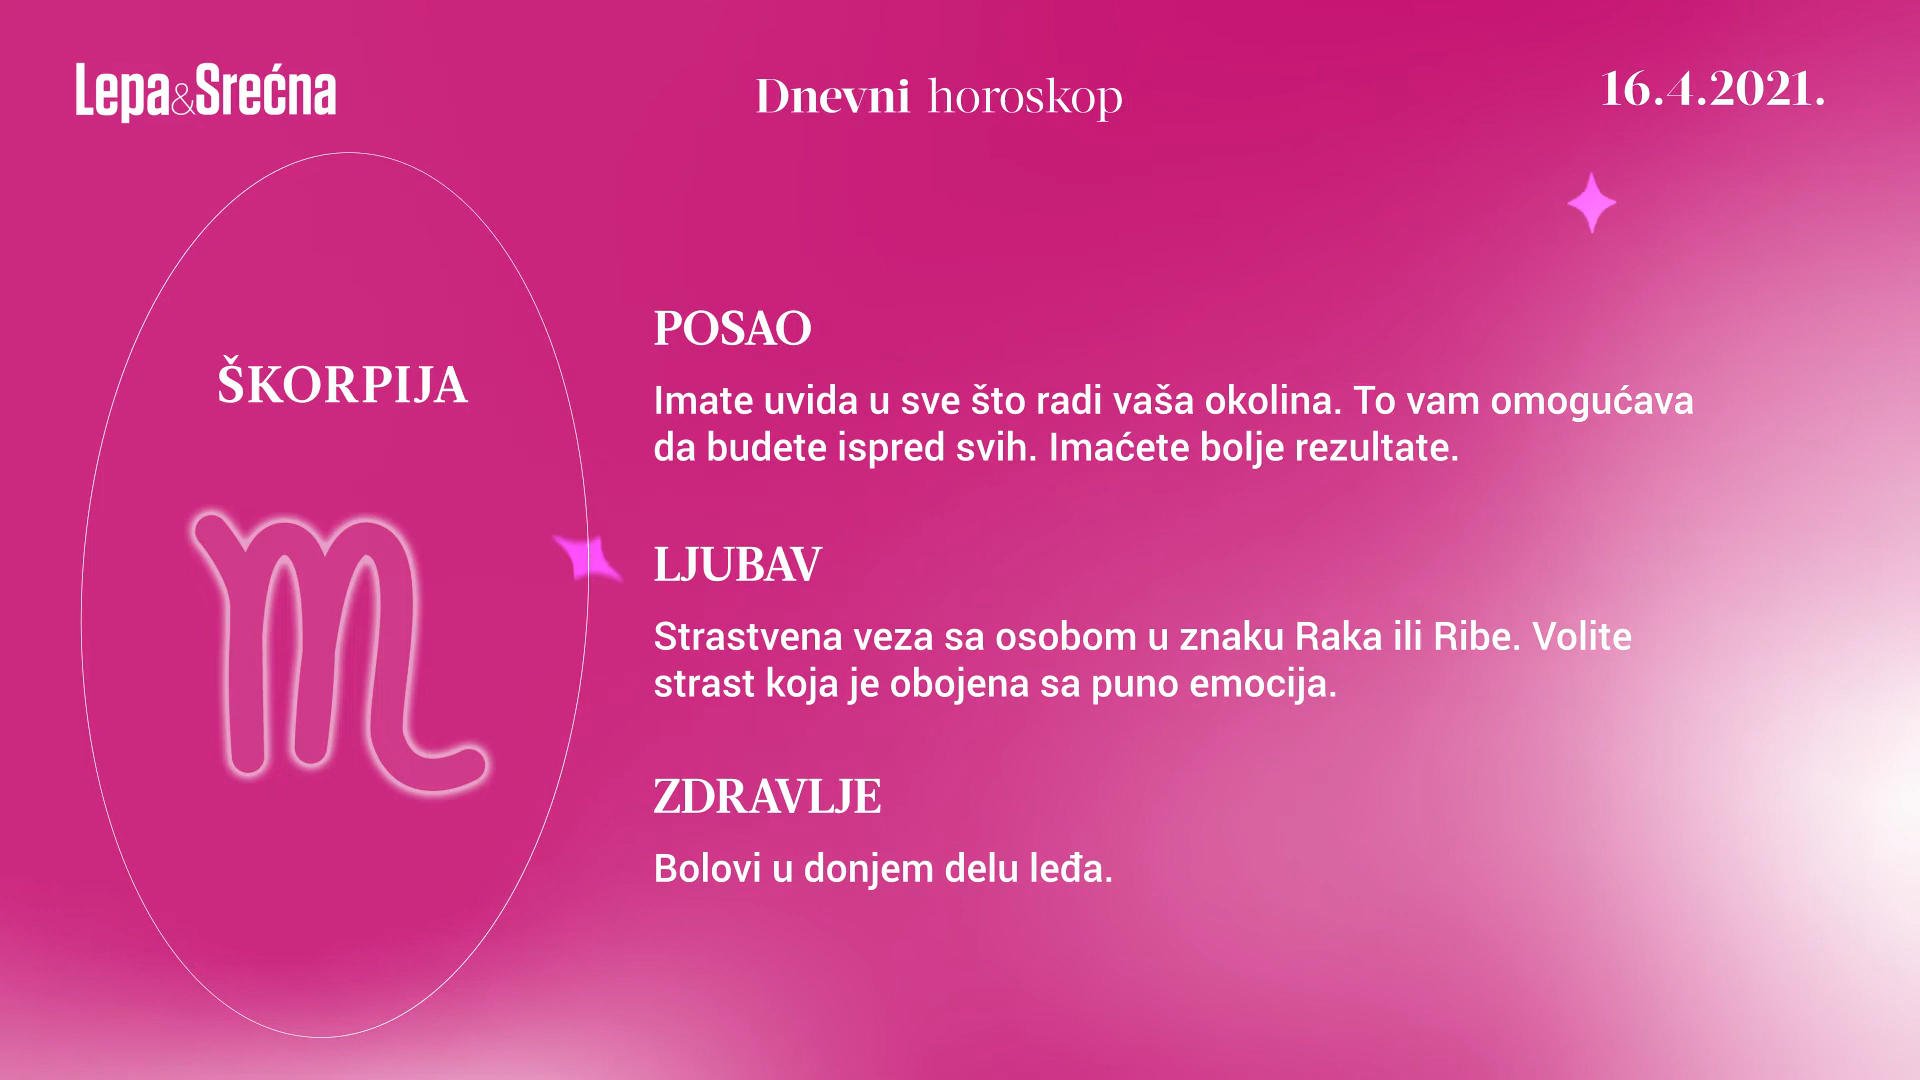 Lepa&Srećna
Dnevni horoskop
16.4.2021.
ŠKORPIJA
POSAO
Imate uvida u sve što radi vaša okolina. To vam omogućava
da budete ispred svih. Imaćete bolje rezultate.
LJUBAV
Strastvena veza sa osobom u znaku Raka ili Ribe. Volite
strast koja je obojena sa puno emocija.
ZDRAVLJE
Bolovi u donjem delu leđa.